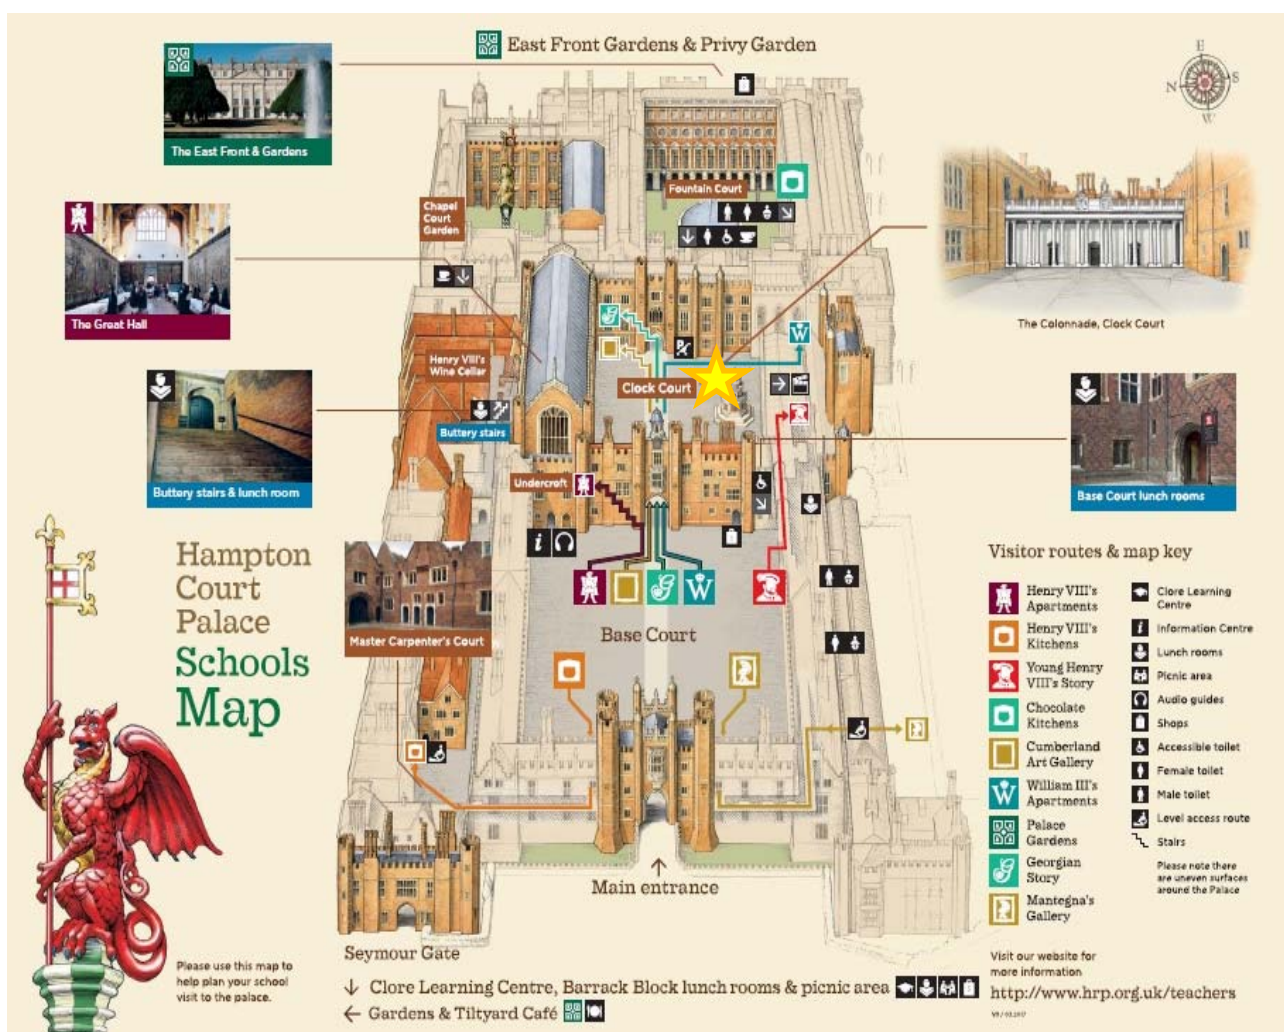 East Front Gardens & Privy Garden
E
N
S
W
The East Front & Gardens
Fountain Court
Chapel
Court
Garden
The Great Hall
The Colonnade, Clock Court
W
Henry VIII's
Wine Cellar
Clock Court
Buttery stairs
Buttery stairs & lunch room
Base Court lunch rooms
Undercroft
i
G
W
Master Carpenter's Court
Base Court
Hampton
Court
Palace
Schools
Map
Main entrance
Seymour Gate
Please use this map to
help plan your school
visit to the palace.
↓ Clore Learning Centre, Barrack Block lunch rooms & picnic area
← Gardens & Tiltyard Café
Visitor routes & map key
Henry VIII's
Apartments
Henry VIII's
Kitchens
Young Henry
VIII's Story
Chocolate
Kitchens
Cumberland
Art Gallery
William III's
Apartments
Palace
Gardens
Georgian
Story
Mantegna's
Gallery
Clore Learning
Centre
Information Centre
Lunch rooms
Picnic area
Audio guides
Shops
Accessible toilet
Female toilet
Male toilet
Level access route
Stairs
Please note there
are uneven surfaces
around the Palace
Visit our website for
more information
http://www.hrp.org.uk/teachers